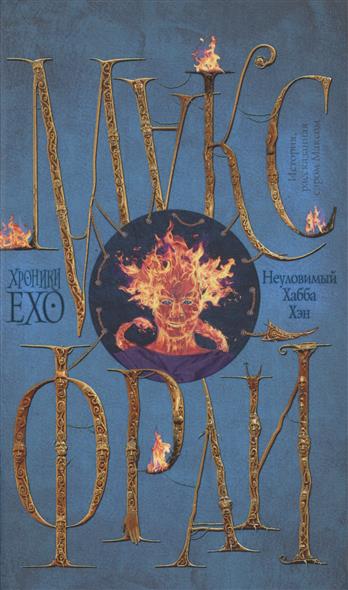 МАКС
История,
рассказанная
сэром Максом
ХРОНИКИ
ЕХО
Неуловимый
Хабба
Хэн
ФРАЙ